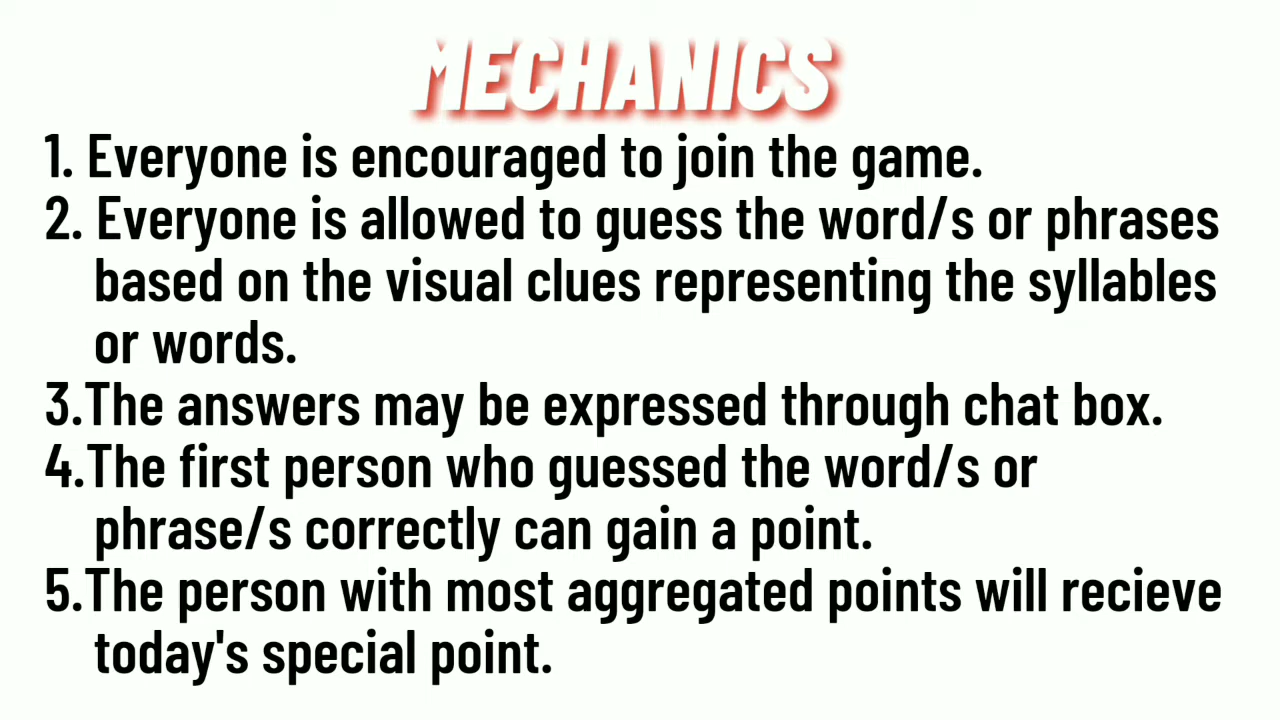 MECHANICS
1. Everyone is encouraged to join the game.
2. Everyone is allowed to guess the word/s or phrases
based on the visual clues representing the syllables
or words.
3.The answers may be expressed through chat box.
4.The first person who guessed the word/s or
phrase/s correctly can gain a point.
5.The person with most aggregated points will recieve
today's special point.